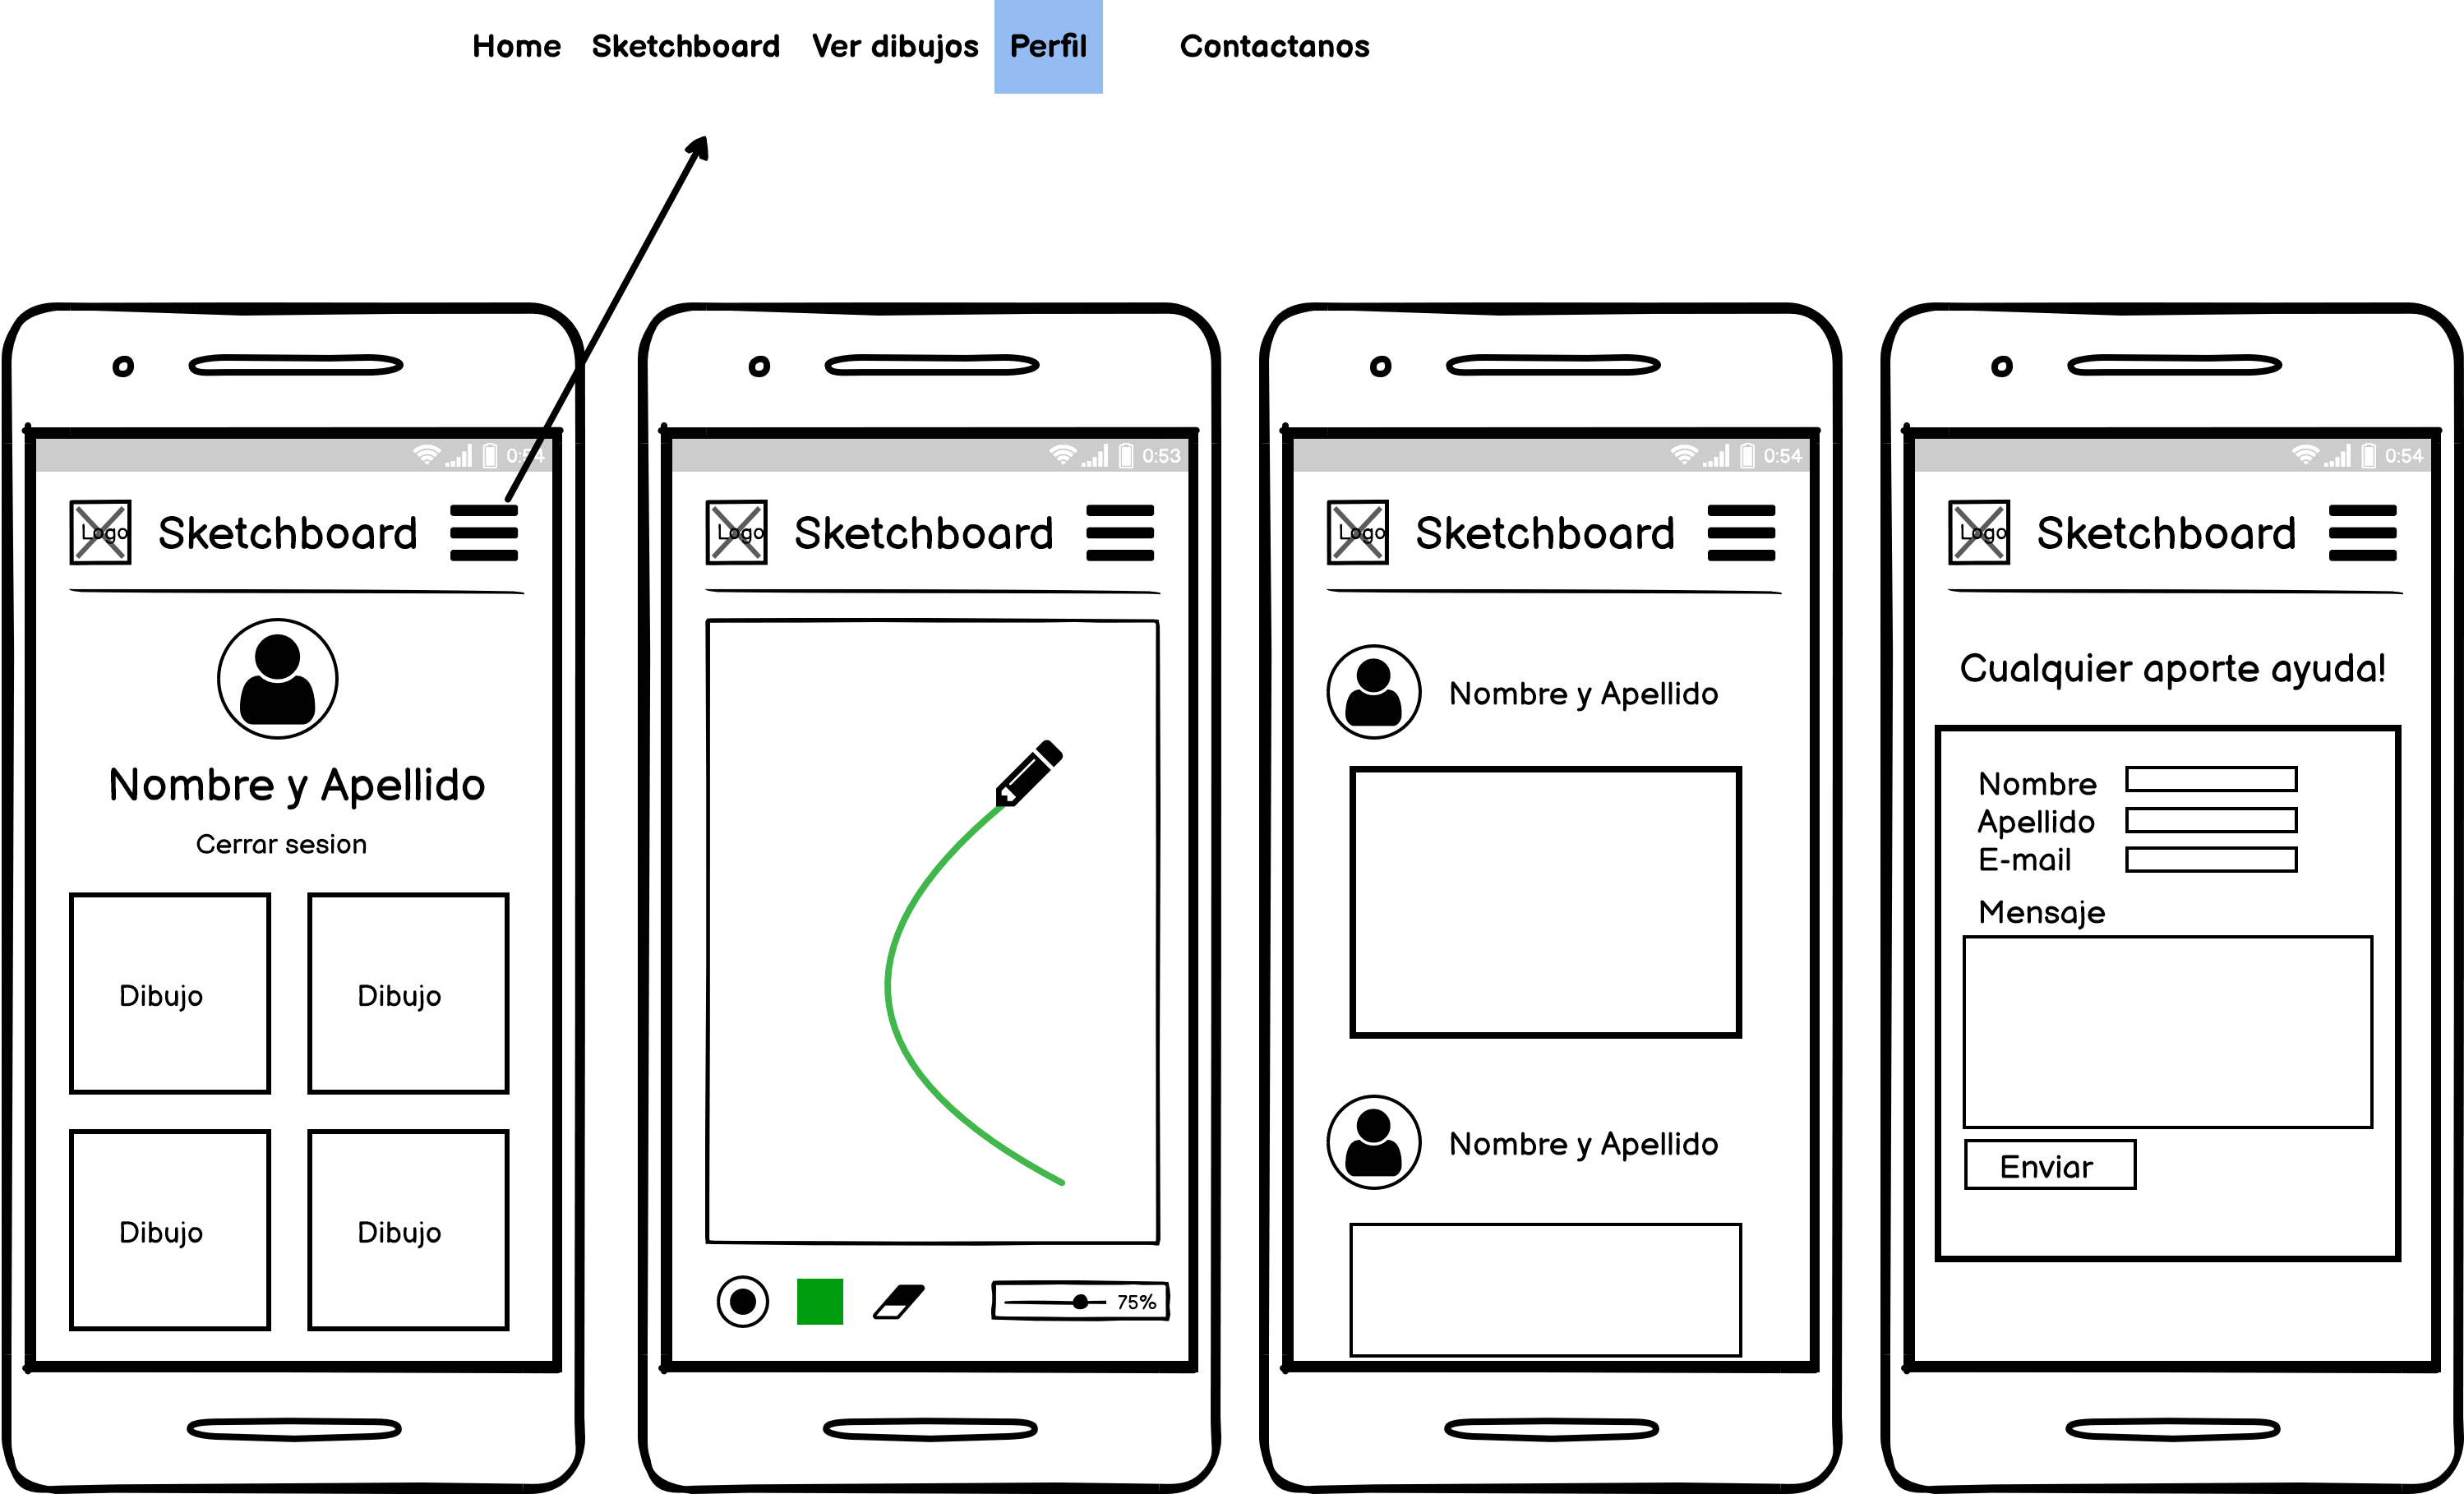 Home Sketchboard Ver dibujos Perfil Contactanos
0:54
Logo Sketchboard
Nombre y Apellido
Cerrar sesion
Dibujo Dibujo
Dibujo Dibujo
0:53
Logo Sketchboard
75%
0:54
Logo Sketchboard
Nombre y Apellido
Nombre y Apellido
0:54
Logo Sketchboard
Cualquier aporte ayuda!
Nombre
Apellido
E-mail
Mensaje
Enviar